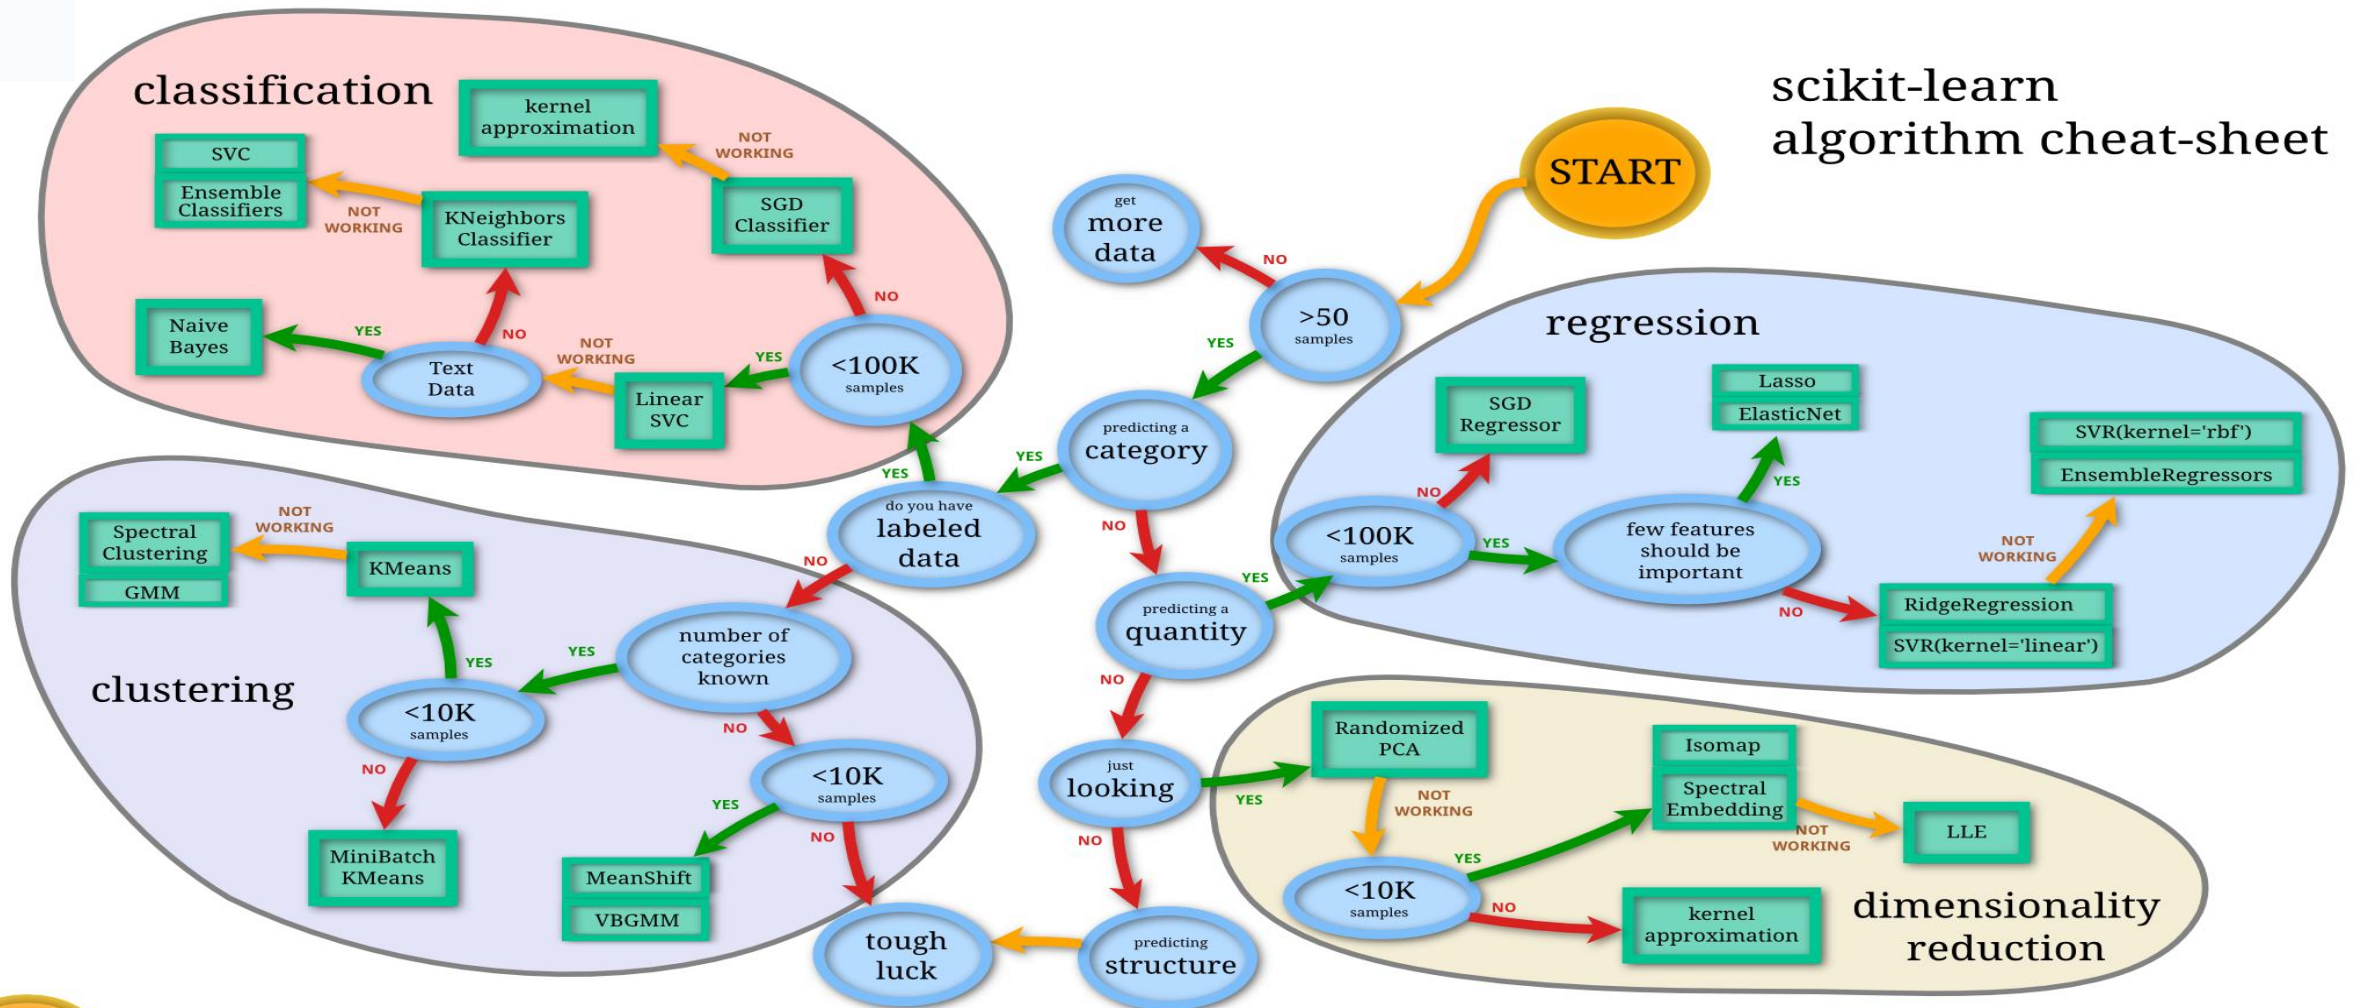 scikit-learn
algorithm cheat-sheet
START
classification
kernel
approximation
NOT
WORKING
SVC
Ensemble
Classifiers
NOT
WORKING
KNeighbors
Classifier
SGD
Classifier
NO
Naive
Bayes
YES
NO
Text
Data
NOT
WORKING
Linear
SVC
YES
<100K
samples
get
more
data
NO
>50
samples
YES
predicting a
category
YES
NO
YES
do you have
labeled
data
NO
predicting a
quantity
YES
NO
just
looking
YES
NO
predicting
structure
tough
luck
regression
SGD
Regressor
Lasso
ElasticNet
SVR(kernel='rbf')
EnsembleRegressors
NO
YES
<100K
samples
YES
few features
should be
important
NOT
WORKING
NO
RidgeRegression
SVR(kernel='linear')
clustering
Spectral
Clustering
GMM
NOT
WORKING
KMeans
number of
categories
known
YES
YES
<10K
samples
NO
NO
<10K
samples
YES
NO
MiniBatch
KMeans
MeanShift
VBGMM
Randomized
PCA
NOT
WORKING
Isomap
Spectral
Embedding
NOT
WORKING
LLE
YES
<10K
samples
NO
kernel
approximation
dimensionality
reduction